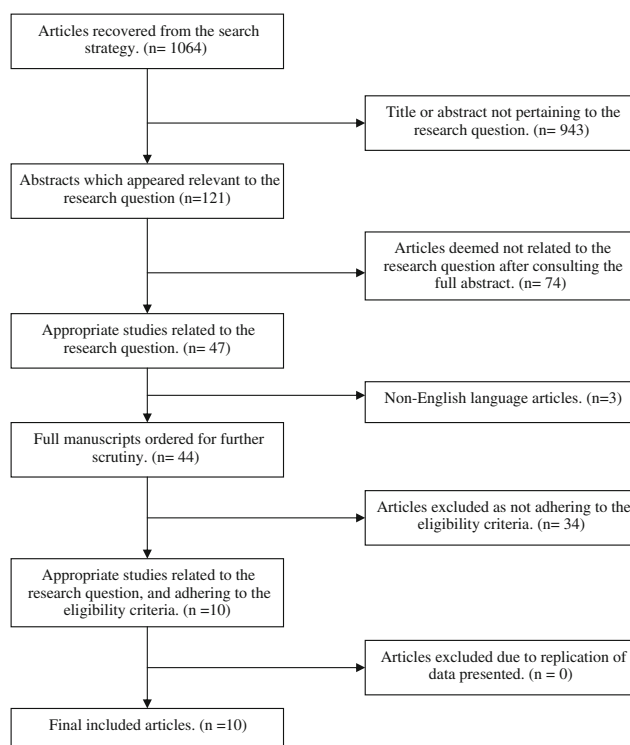 Articles recovered from the search
strategy. (n= 1064)
Title or abstract not pertaining to the
research question. (n= 943)
Abstracts which appeared relevant to the
research question (n=121)
Articles deemed not related to the
research question after consulting the
full abstract. (n= 74)
Appropriate studies related to the
research question. (n= 47)
Non-English language articles. (n=3)
Full manuscripts ordered for further
scrutiny. (n= 44)
Articles excluded as not adhering to the
eligibility criteria. (n= 34)
Appropriate studies related to the
research question, and adhering to the
eligibility criteria. (n =10)
Articles excluded due to replication of
data presented. (n = 0)
Final included articles. (n =10)